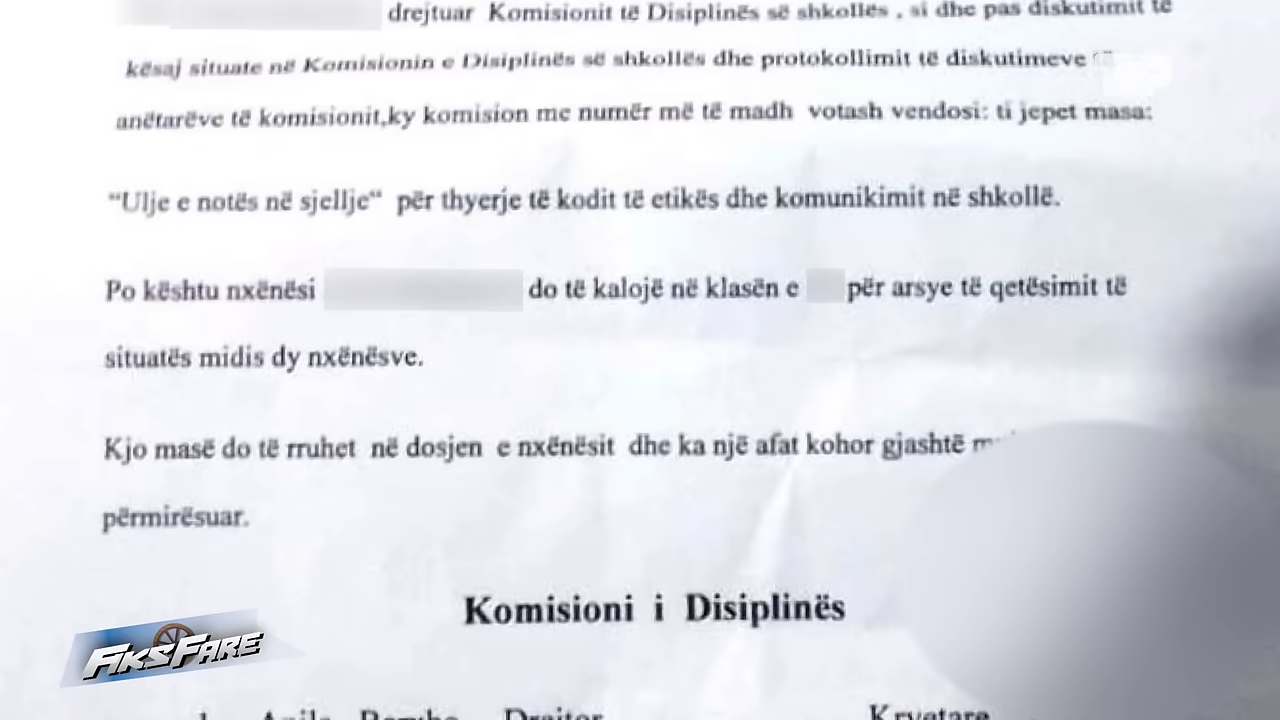 drejtuar Komisionit të Disiplinës së shkollës , si dhe pas diskutimit të
kësaj situate në Komisionin e Disiplinës së shkollës dhe protokollimit të diskutimeve
anëtarëve të komisionit,ky komision me numër më të madh votash vendosi: ti jepet masa:
“Ulje e notës në sjellje“ për thyerje të kodit të etikës dhe komunikimit në shkollë.
Po kështu nxënësi do të kalojë në klasën e për arsye të qetësimit të
situatës midis dy nxënësve.
Kjo masë do të rruhet në dosjen e nxënësit dhe ka një afat kohor gjashtë
përmirësuar.
Komisioni i Disiplinës
FIKSFARE
Drejtor Kryetare